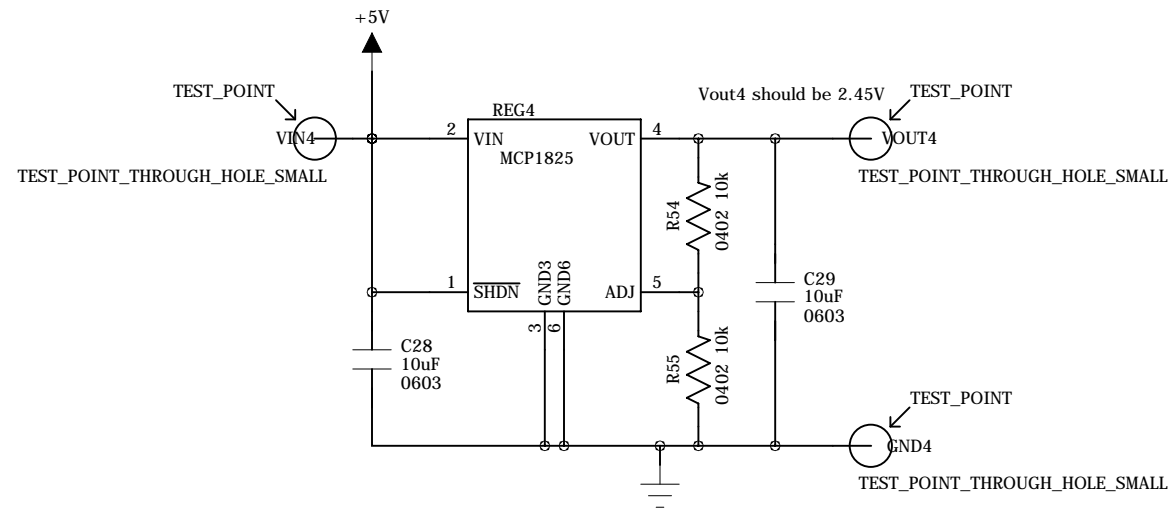 +5V
TEST_POINT
VIN4
TEST_POINT_THROUGH_HOLE_SMALL
REG4
2
VIN
VOUT
4
MCP1825
1
SHDN
GND3
GND6
ADJ
5
3
6
Vout4 should be 2.45V
TEST_POINT
VOUT4
TEST_POINT_THROUGH_HOLE_SMALL
R54
0402 10k
C29
10uF
0603
R55
0402 10k
C28
10uF
0603
TEST_POINT
GND4
TEST_POINT_THROUGH_HOLE_SMALL